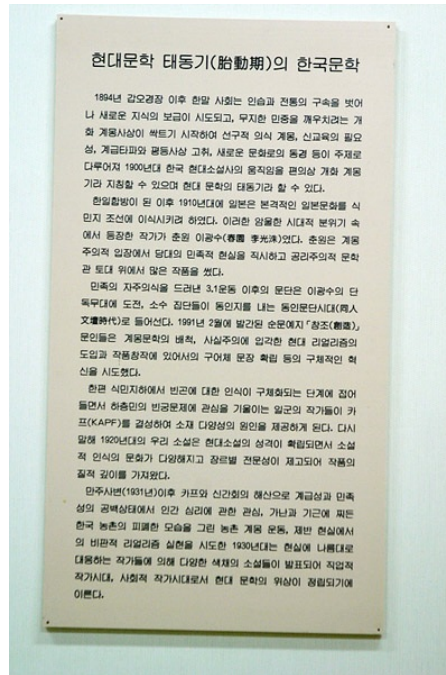 현대문학 태동기(胎動期)의 한국문학
1894년 갑오경장 이후 한말 사회는 인습과 전통의 구속을 벗어
나 새로운 지식의 보급이 시도되고, 무지한 민중을 깨우치려는 개
화 계몽사상이 싹트기 시작하여 선구적 의식 계몽, 신교육의 필요
성, 계급타파와 평등사상 고취, 새로운 문화로의 동경 등이 주제로
다루어져 1900년대 한국 현대소설사의 움직임을 편의상 개화 계몽
기라 지칭할 수 있으며 현대 문학의 태동기라 할 수 있다.
한일합방이 된 이후 1910년대에 일본은 본격적인 일본문화를 식
민지 조선에 이식시키려 하였다. 이러한 암울한 시대적 분위기 속
에서 등장한 작가가 춘원 이광수(春園 李光洙)였다. 춘원은 계몽
주의적 입장에서 당대의 민족적 현실을 직시하고 공리주의적 문학
관 토대 위에서 많은 작품을 썼다.
민족의 자주의식을 드러낸 3.1운동 이후의 문단은 이광수의 단
독무대에 도전, 소수 집단들이 동인지를 내는 동인문단시대(同人
文壇時代)로 들어선다. 1991년 2월에 발간된 순문예지「창조(創造)」
문인들은 계몽문학의 배척, 사실주의에 입각한 현대 리얼리즘의
도입과 작품창작에 있어서의 구어체 문장 확립 등의 구체적인 혁
신을 시도했다.
한편 식민지하에서 빈곤에 대한 인식이 구체화되는 단계에 접어
들면서 하층민의 빈궁문제에 관심을 기울이는 일군의 작가들이 카
프(KAPF)를 결성하여 소재 다양성의 원인을 제공하게 된다. 다시
말해 1920년대의 우리 소설은 현대소설의 성격이 확립되면서 소설
적 인식의 문화가 다양해지고 장르별 전문성이 제고되어 작품의
질적 깊이를 가져왔다.
만주사변(1931년)이후 카프와 신간회의 해산으로 계급성과 민족
성의 공백상태에서 인간 심리에 관한 관심, 가난과 기근에 찌든
한국 농촌의 피폐한 모습을 그린 농촌 계몽 운동, 제반 현실에서
의 비판적 리얼리즘 실현을 시도한 1930년대는 현실에 나름대로
대응하는 작가들에 의해 다양한 색채의 소설들이 발표되어 직업적
작가시대, 사회적 작가시대로서 현대 문학의 위상이 정립되기에
이른다.